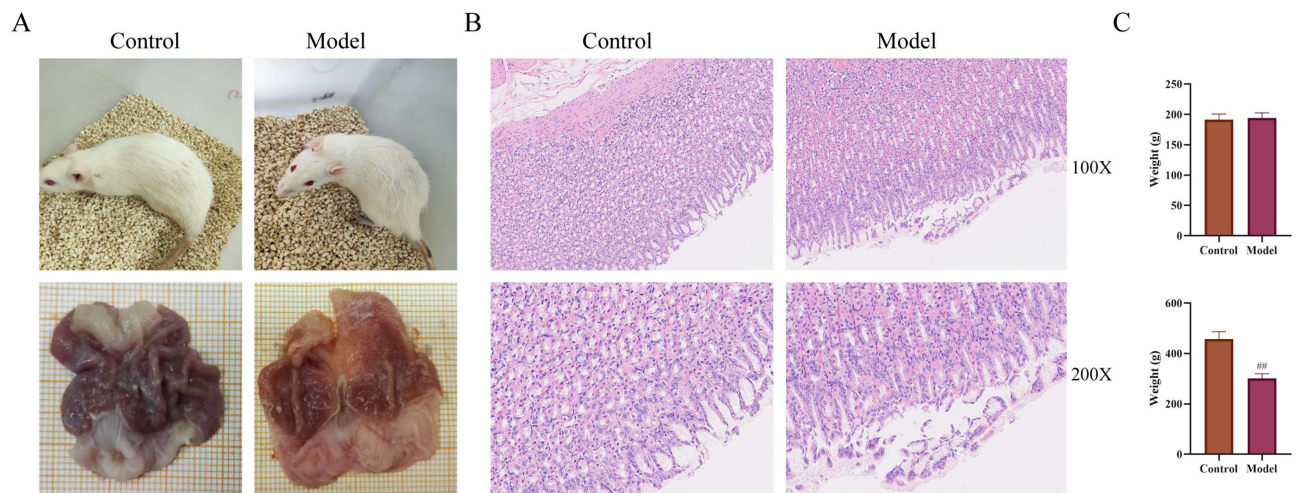 A
Control
Model
B
Control
Model
C
100X
200X
Weight (g)
250
200
150
100
50
0
Control
Model
Weight (g)
600
400
200
0
##
Control
Model